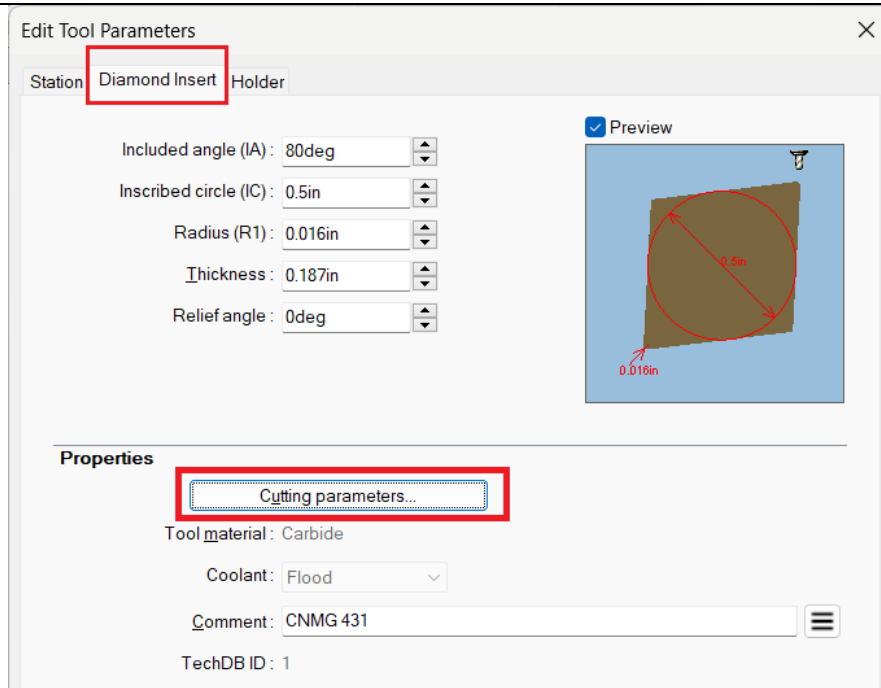 Edit Tool Parameters
Station Diamond Insert Holder
Preview
Included angle (IA) : 80deg
Inscribed circle (IC) : 0.5in
Radius (R1) : 0.016in
Thickness : 0.187in
Relief angle : 0deg
0.5in
0.016in
Properties
Cutting parameters...
Tool material : Carbide
Coolant : Flood
Comment : CNMG 431
TechDB ID : 1